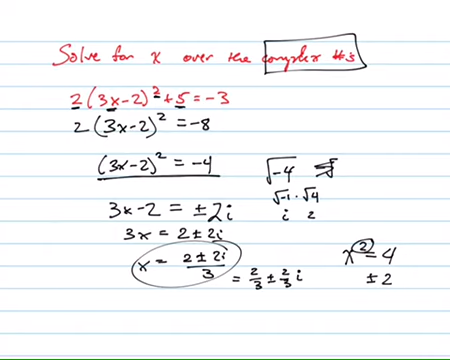 Solve for x over the complex #'s
2(3x-2)² + 5 = -3
2(3x-2)² = -8
(3x-2)² = -4
√-4
√-1 · √4
i 2
3x-2 = ±2i
3x = 2 ± 2i
x = (2 ± 2i)/3 = 2/3 ± 2/3 i
x² = 4
± 2